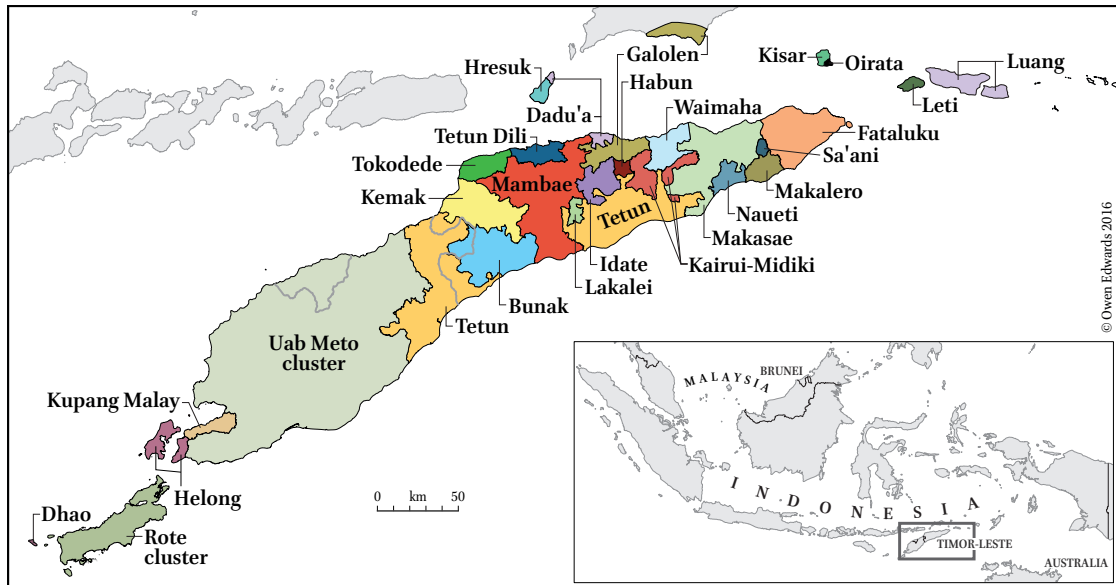 Galolen
Kisar
Oirata
Luang
Hresuk
Habun
Leti
Dadu'a
Waimaha
Tetun Dili
Fataluku
Tokodede
Sa'ani
Mambae
Makalero
Kemak
Tetun
Naueti
Makasae
Idate
Kairui-Midiki
Lakalei
Bunak
Tetun
Uab Meto
cluster
Kupang Malay
Helong
Dhao
Rote
cluster
0 km 50
© Owen Edwards 2016
BRUNEI
MALAYSIA
INDONESIA
TIMOR-LESTE
AUSTRALIA